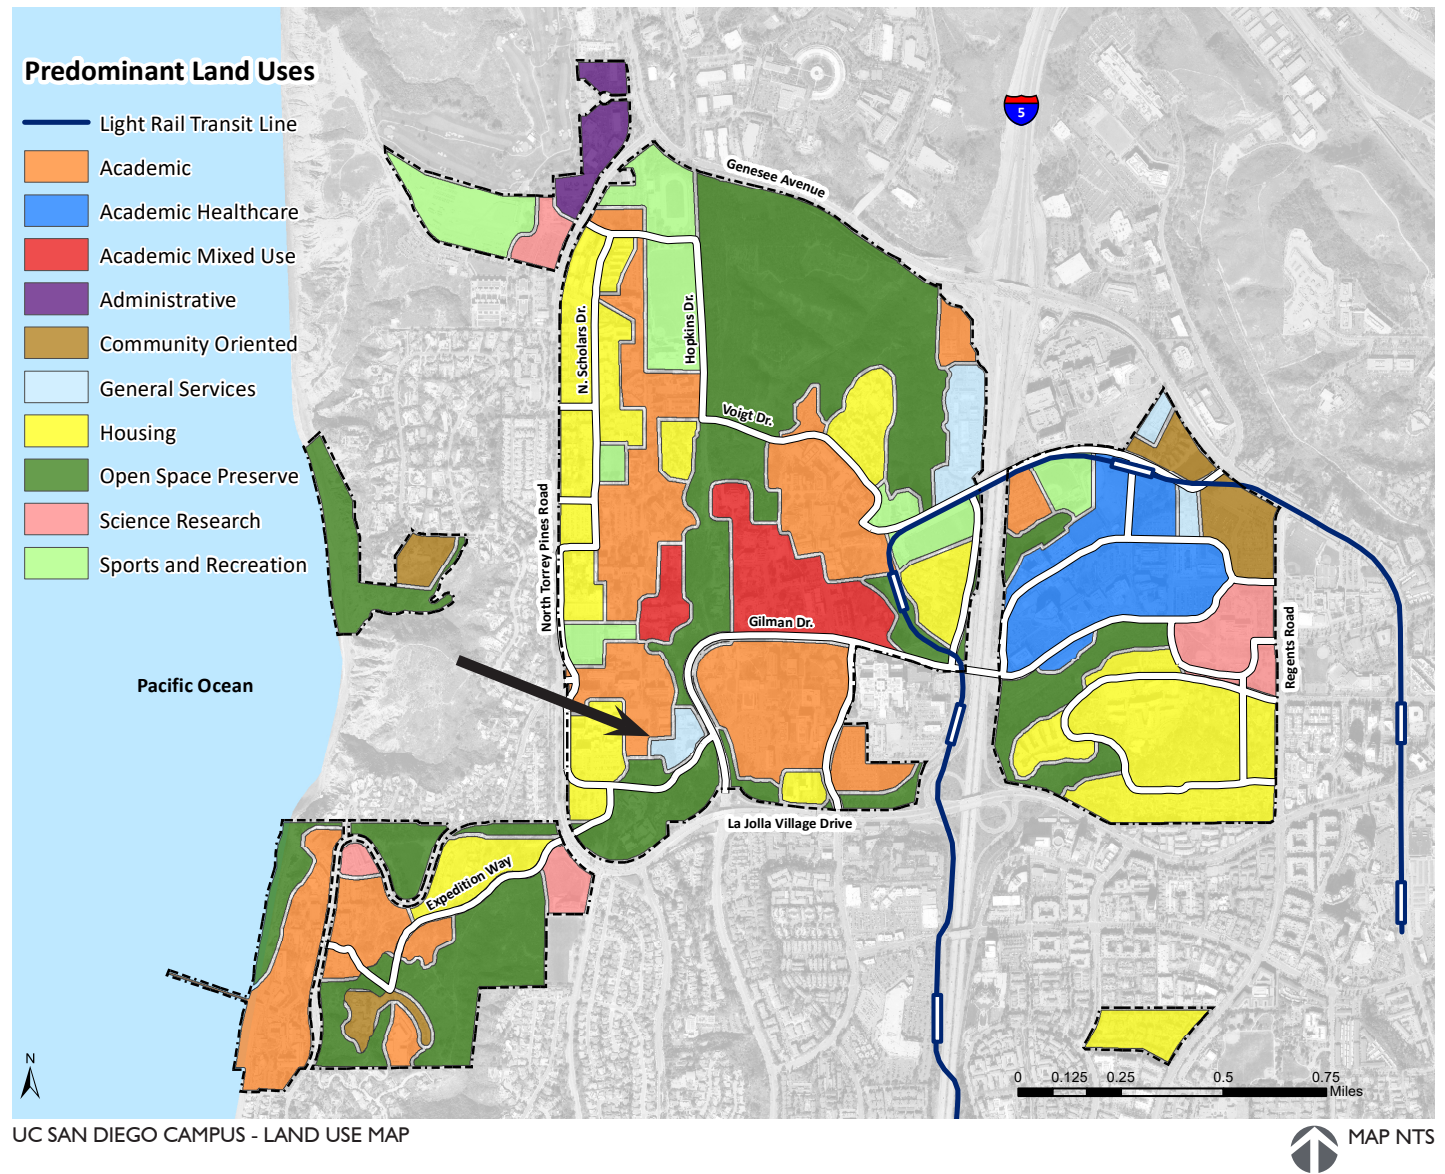 Predominant Land Uses
Light Rail Transit Line
Academic
Academic Healthcare
Academic Mixed Use
Administrative
Community Oriented
General Services
Housing
Open Space Preserve
Science Research
Sports and Recreation
5
Genesee Avenue
N. Scholars Dr.
Hopkins Dr.
Voigt Dr.
North Torrey Pines Road
Gilman Dr.
Regents Road
Pacific Ocean
La Jolla Village Drive
Expedition Way
N
0 0.125 0.25 0.5 0.75
Miles
UC SAN DIEGO CAMPUS - LAND USE MAP
MAP NTS